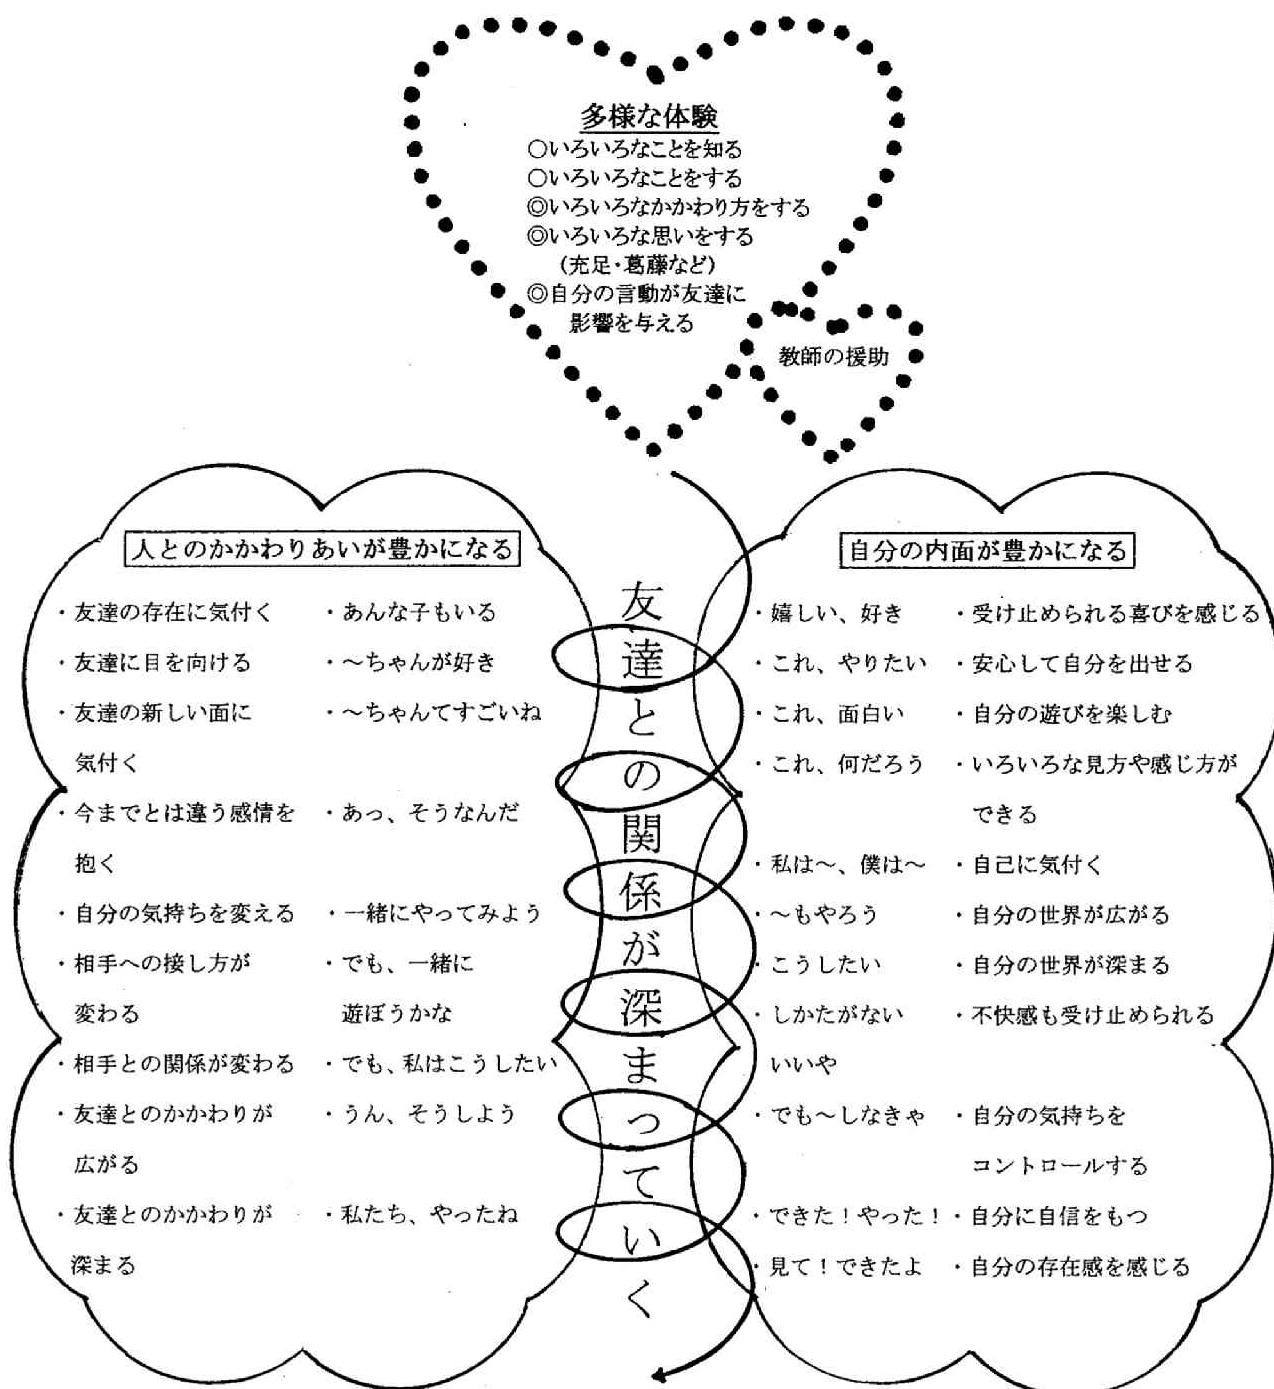 多様な体験
○いろいろなことを知る
○いろいろなことをする
◎いろいろなかかわり方をする
◎いろいろな思いをする
(充足・葛藤など)
◎自分の言動が友達に
影響を与える
教師の援助
人とのかかわりあいが豊かになる
・友達の存在に気付く ・あんな子もいる
・友達に目を向ける ・～ちゃんが好き
・友達の新しい面に ・～ちゃんてすごいね
気付く
・今までとは違う感情を ・あっ、そうなんだ
抱く
・自分の気持ちを変える ・一緒にやってみよう
・相手への接し方が ・でも、一緒に
変わる 遊ぼうかな
・相手との関係が変わる ・でも、私はこうしたい
・友達とのかかわりが ・うん、そうしよう
広がる
・友達とのかかわりが ・私たち、やったね
深まる
友達との関係が深まっていく
自分の内面が豊かになる
・嬉しい、好き ・受け止められる喜びを感じる
・これ、やりたい ・安心して自分を出せる
・これ、面白い ・自分の遊びを楽しむ
・これ、何だろう ・いろいろな見方や感じ方が
できる
・私は～、僕は～ ・自己に気付く
・～もやろう ・自分の世界が広がる
・こうしたい ・自分の世界が深まる
・しかたがない ・不快感も受け止められる
いいや
・でも～しなきゃ ・自分の気持ちを
コントロールする
・できた！やった！ ・自分に自信をもつ
・見て！できたよ ・自分の存在感を感じる